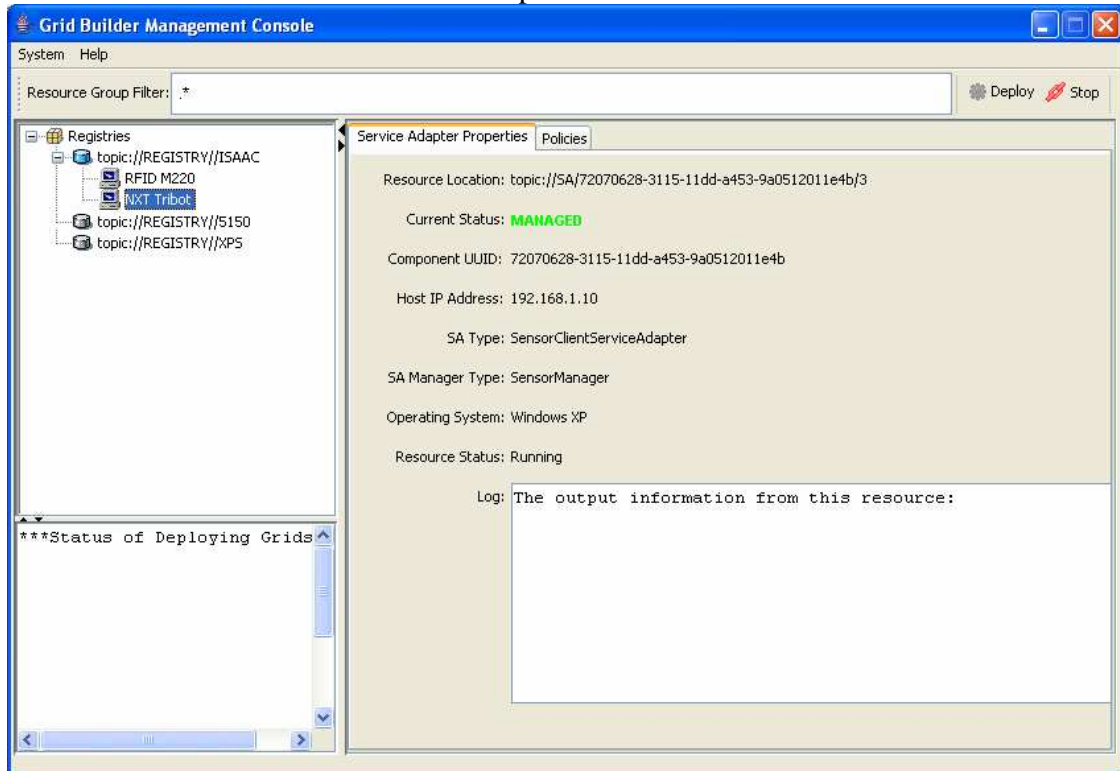 Grid Builder Management Console
System Help
Resource Group Filter: .*
Deploy Stop
Registries
topic://REGISTRY//ISAAC
RFID M220
NXT Tribot
topic://REGISTRY//5150
topic://REGISTRY//XPS
***Status of Deploying Grids
Service Adapter Properties Policies
Resource Location: topic://SA/72070628-3115-11dd-a453-9a0512011e4b/3
Current Status: MANAGED
Component UUID: 72070628-3115-11dd-a453-9a0512011e4b
Host IP Address: 192.168.1.10
SA Type: SensorClientServiceAdapter
SA Manager Type: SensorManager
Operating System: Windows XP
Resource Status: Running
Log: The output information from this resource: